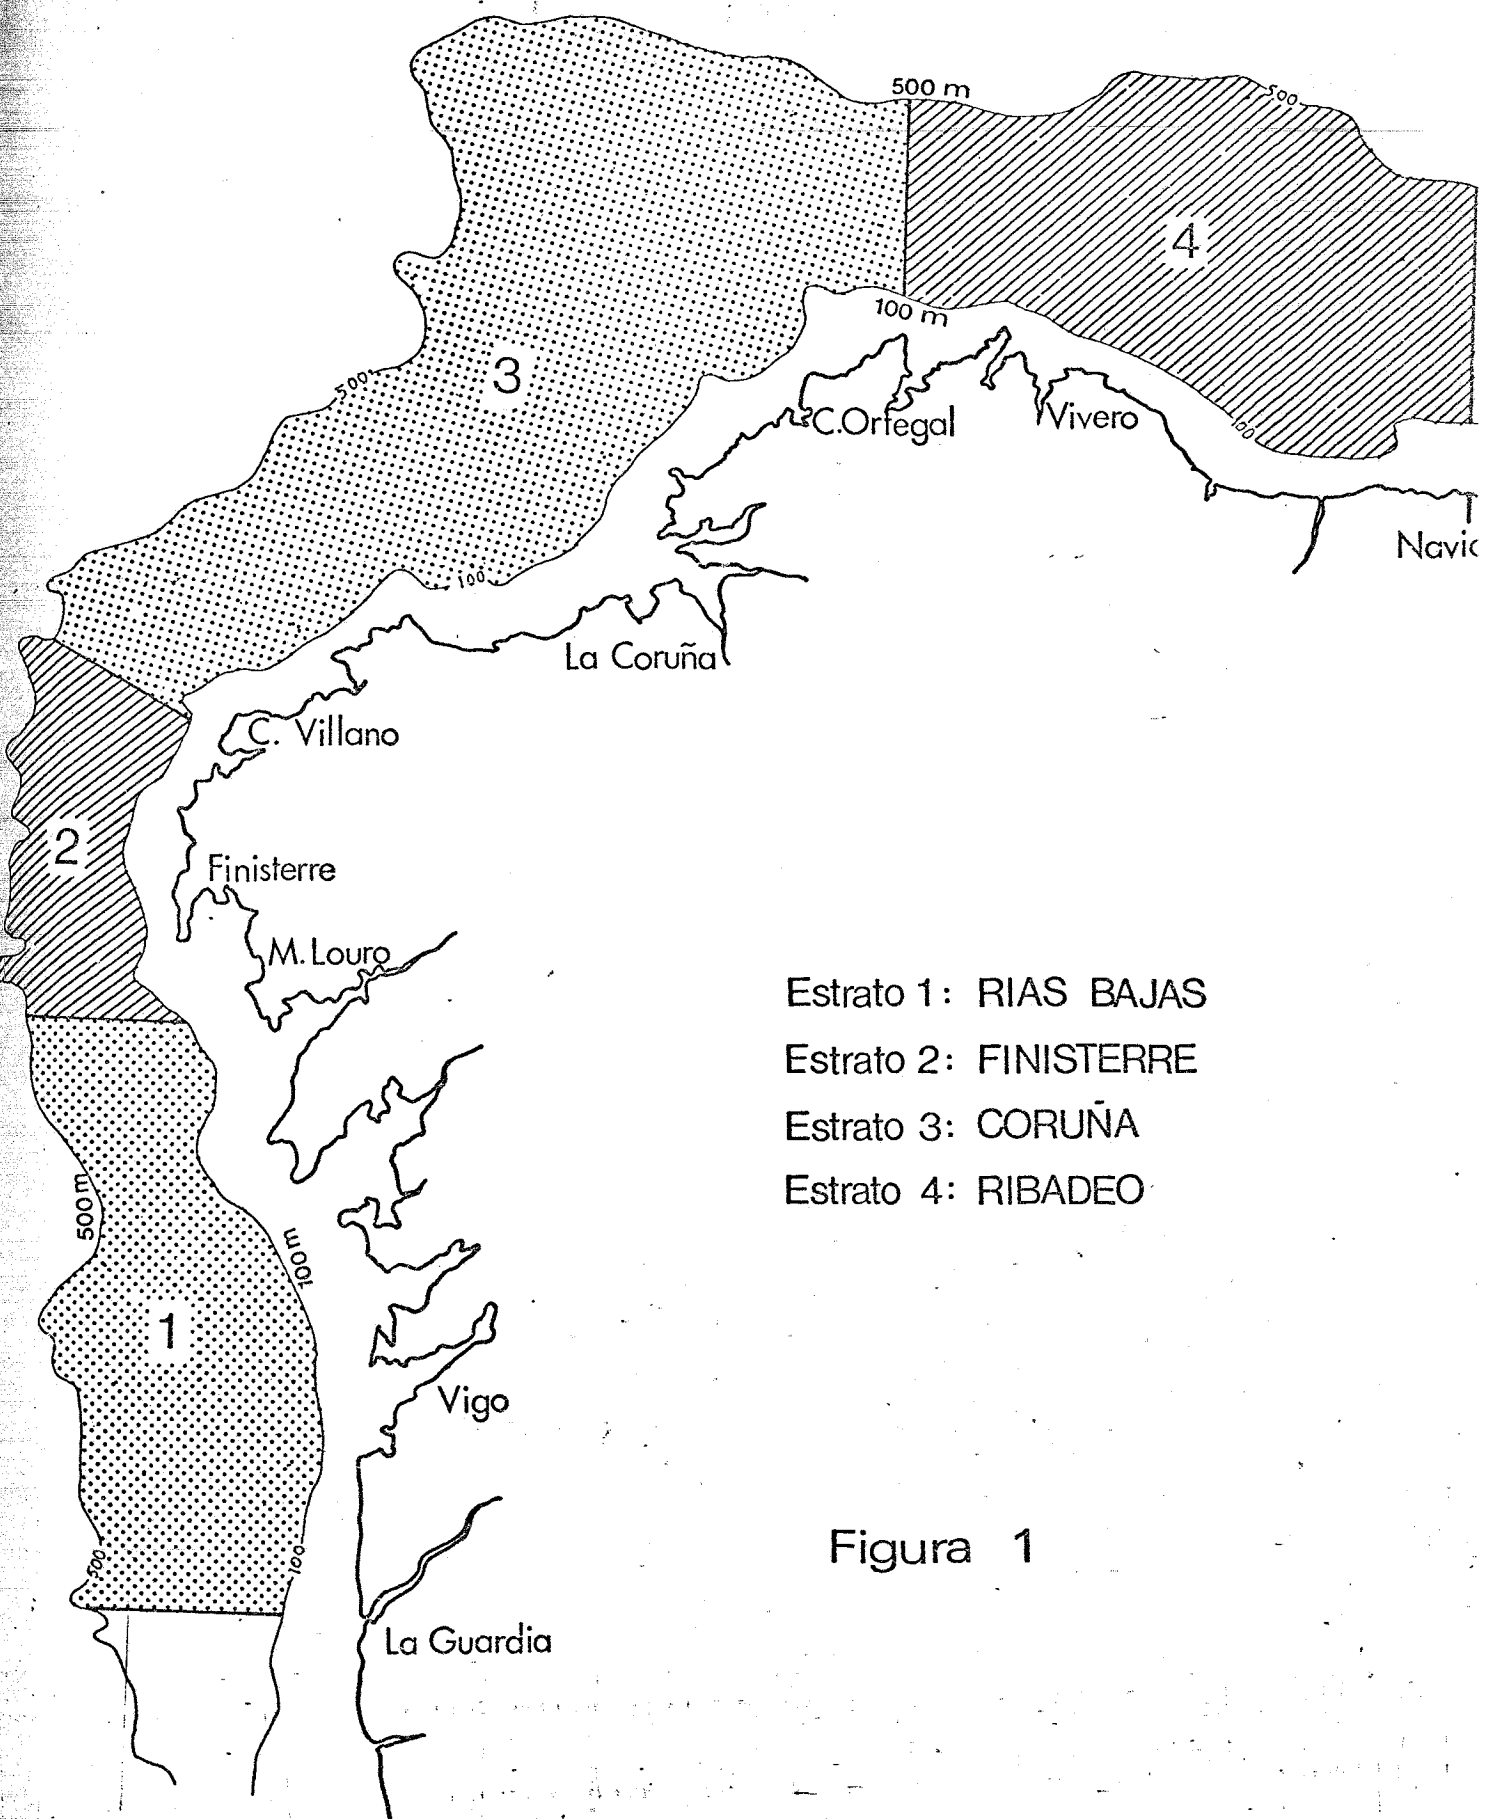 500 m
500
4
100 m
3
500
C.Ortegal
Vivero
100
Navic
100
La Coruña
C. Villano
2
Finisterre
M. Louro
Estrato 1: RIAS BAJAS
Estrato 2: FINISTERRE
Estrato 3: CORUÑA
Estrato 4: RIBADEO
500 m
100 m
1
Vigo
Figura 1
500
100
La Guardia